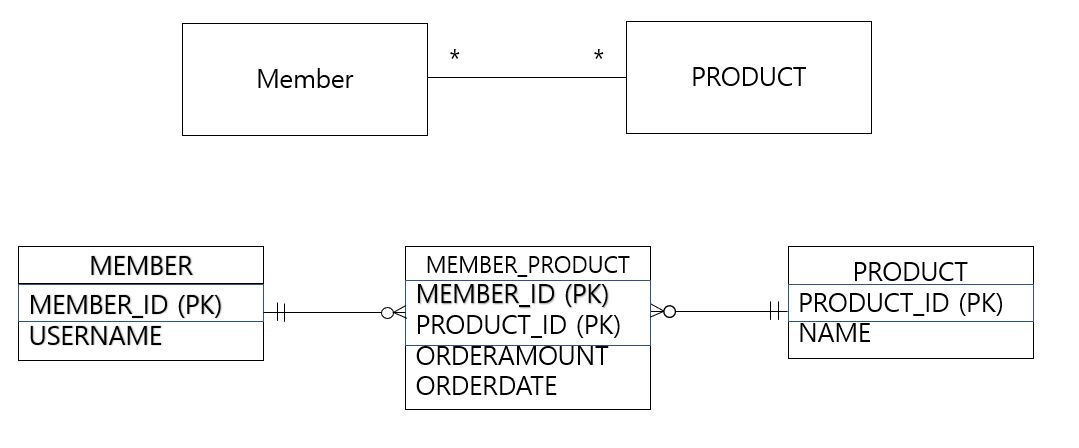 Member
*
*
PRODUCT
MEMBER
MEMBER_ID (PK)
USERNAME
MEMBER_PRODUCT
MEMBER_ID (PK)
PRODUCT_ID (PK)
ORDERAMOUNT
ORDERDATE
PRODUCT
PRODUCT_ID (PK)
NAME